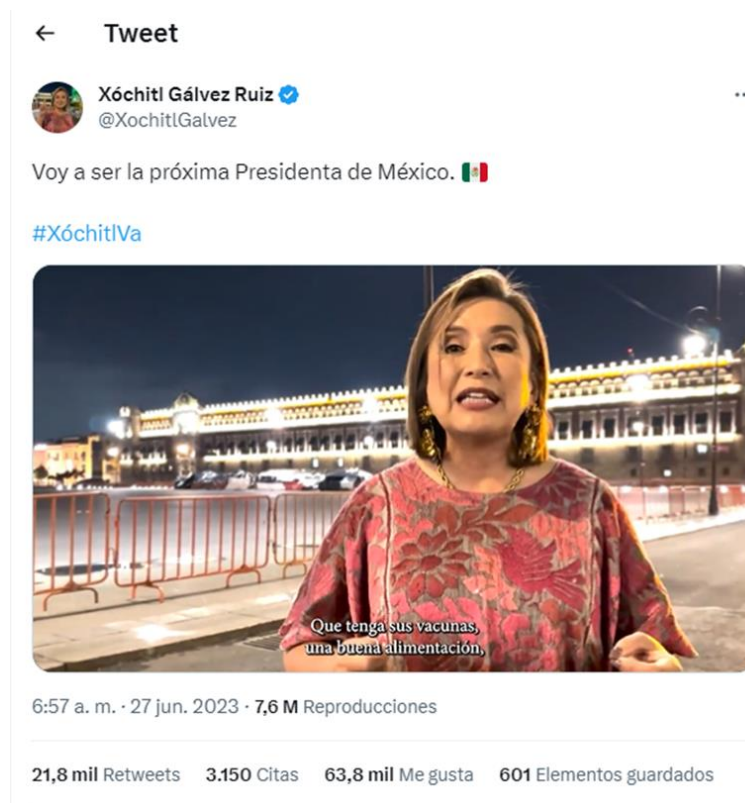 Tweet
Xóchitl Gálvez Ruiz
@XochitlGalvez
Voy a ser la próxima Presidenta de México. 🇲🇽
#XóchitlVa
Que tenga sus vacunas,
una buena alimentación,
6:57 a. m. · 27 jun. 2023 · 7,6 M Reproducciones
21,8 mil Retweets 3.150 Citas 63,8 mil Me gusta 601 Elementos guardados